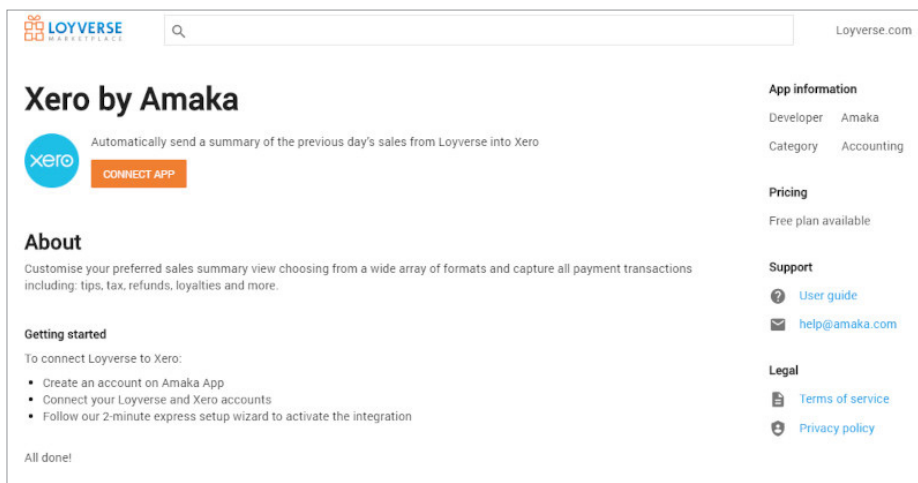 LOYVERSE
MARKETPLACE
Loyverse.com
Xero by Amaka
xero
Automatically send a summary of the previous day's sales from Loyverse into Xero
CONNECT APP
About
Customise your preferred sales summary view choosing from a wide array of formats and capture all payment transactions
including: tips, tax, refunds, loyalties and more.
Getting started
To connect Loyverse to Xero:
• Create an account on Amaka App
• Connect your Loyverse and Xero accounts
• Follow our 2-minute express setup wizard to activate the integration
All done!
App information
Developer Amaka
Category Accounting
Pricing
Free plan available
Support
User guide
help@amaka.com
Legal
Terms of service
Privacy policy